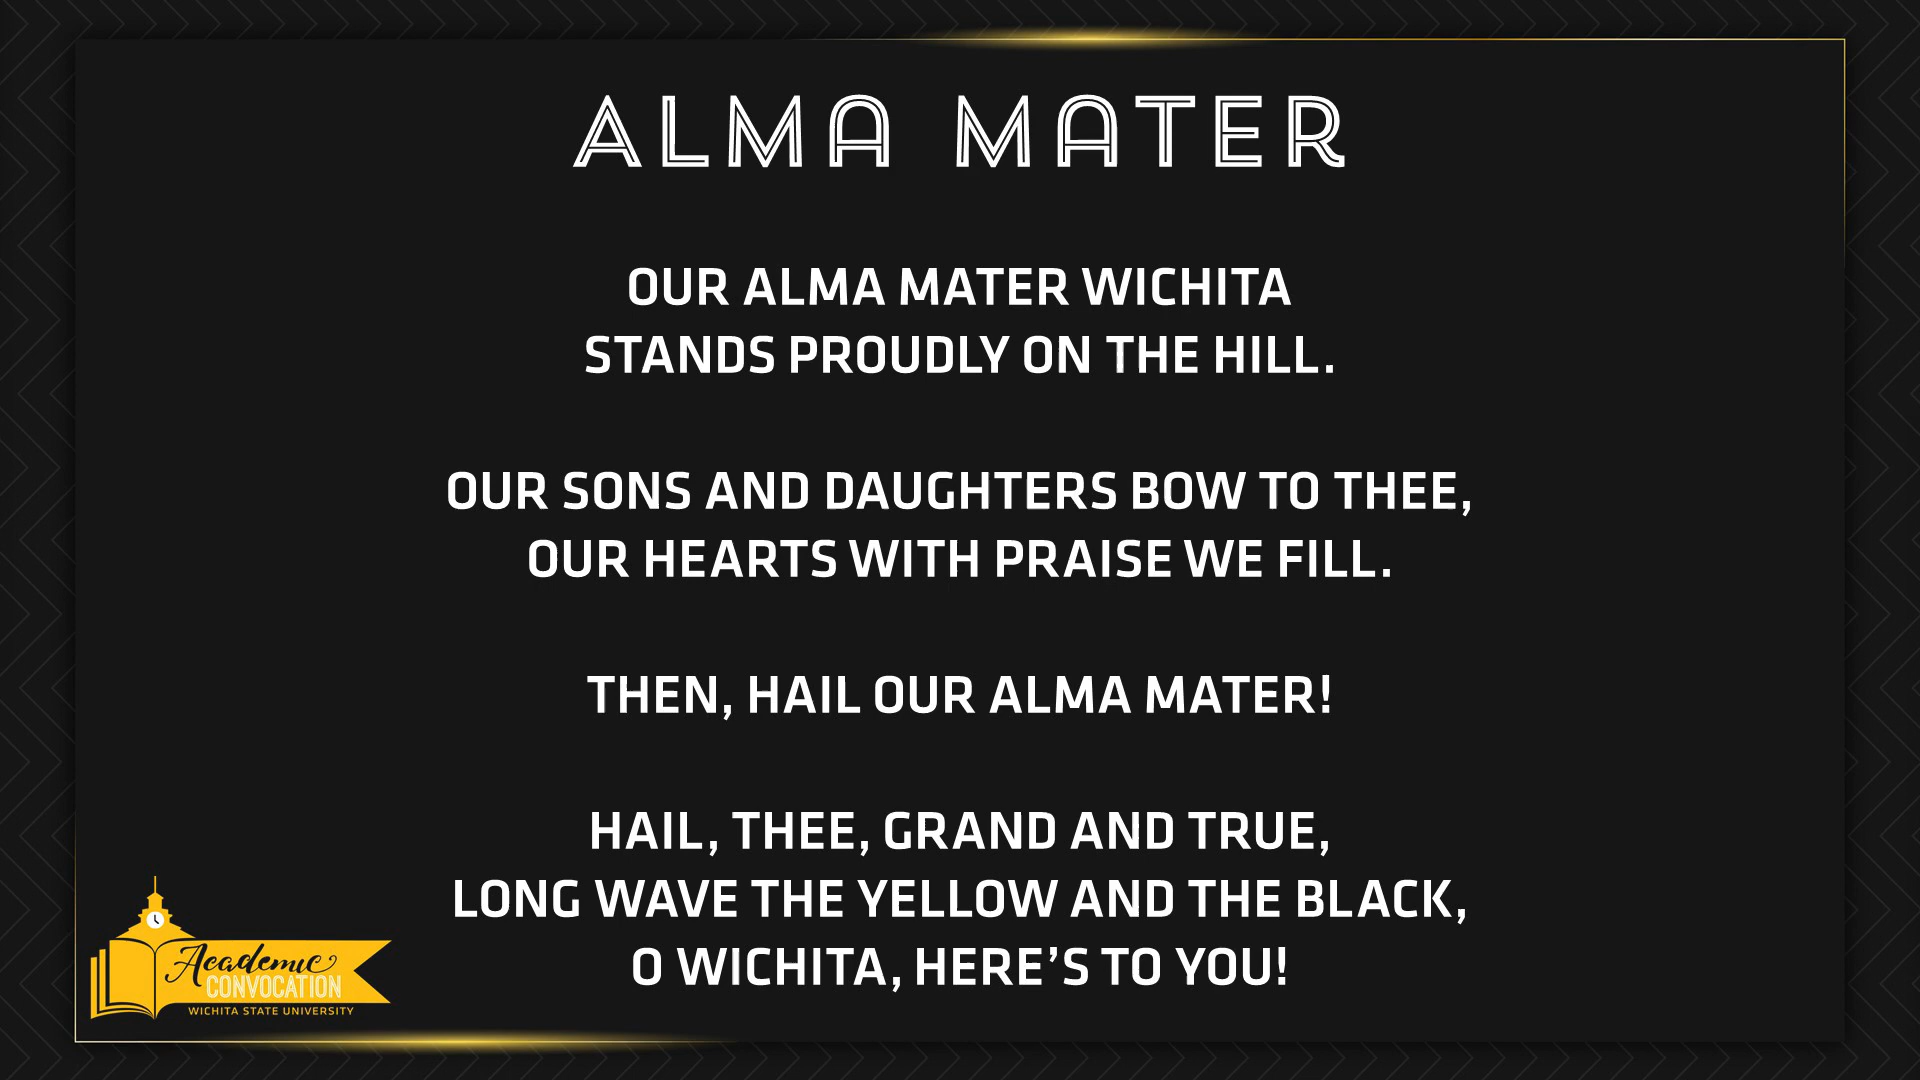 ALMA MATER
OUR ALMA MATER WICHITA
STANDS PROUDLY ON THE HILL.
OUR SONS AND DAUGHTERS BOW TO THEE,
OUR HEARTS WITH PRAISE WE FILL.
THEN, HAIL OUR ALMA MATER!
HAIL, THEE, GRAND AND TRUE,
LONG WAVE THE YELLOW AND THE BLACK,
O WICHITA, HERE’S TO YOU!
Academic
CONVOCATION
WICHITA STATE UNIVERSITY